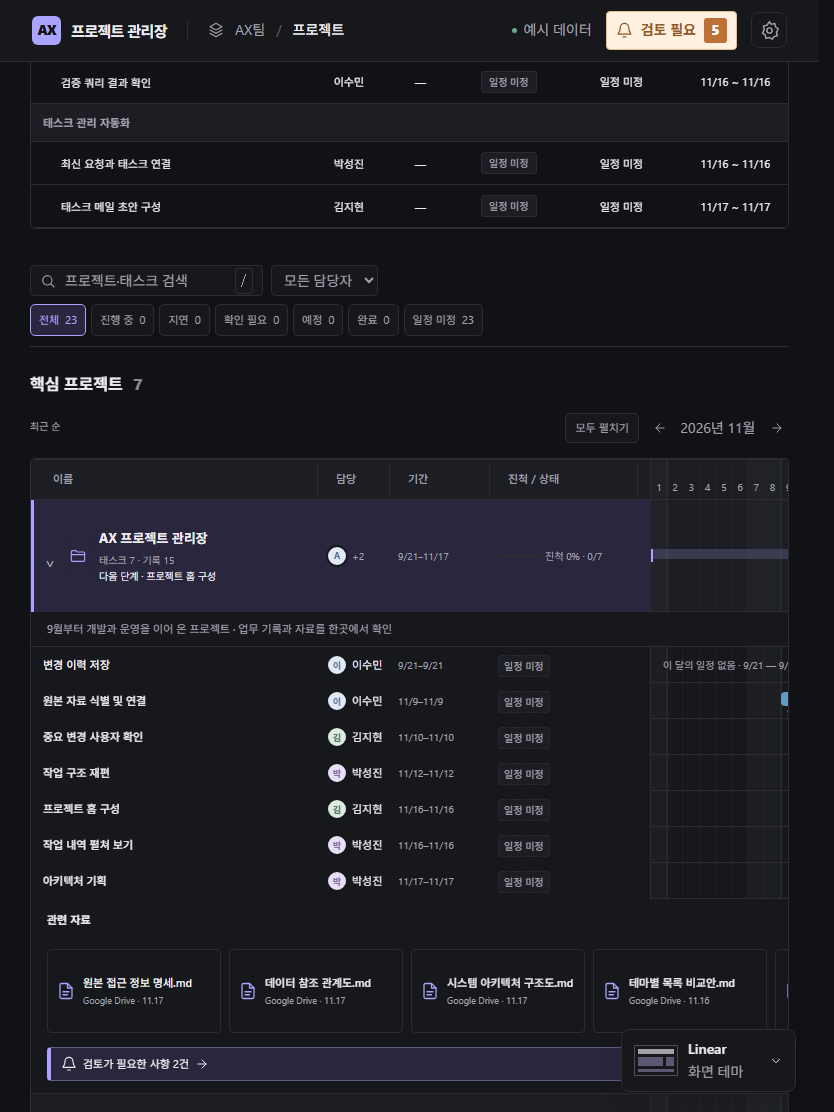 AX 프로젝트 관리장 AX팀 / 프로젝트 예시 데이터 검토 필요 5
검증 쿼리 결과 확인 이수민 — 일정 미정 일정 미정 11/16 ~ 11/16
태스크 관리 자동화
최신 요청과 태스크 연결 박성진 — 일정 미정 일정 미정 11/16 ~ 11/16
태스크 메일 초안 구성 김지현 — 일정 미정 일정 미정 11/17 ~ 11/17
프로젝트·태스크 검색 / 모든 담당자
전체 23 진행 중 0 지연 0 확인 필요 0 예정 0 완료 0 일정 미정 23
핵심 프로젝트 7
최근 순 모두 펼치기 ← 2026년 11월 →
이름 담당 기간 진척 / 상태 1 2 3 4 5 6 7 8
AX 프로젝트 관리장
태스크 7 · 기록 15
다음 단계 · 프로젝트 홈 구성
A +2 9/21–11/17 진척 0% · 0/7
9월부터 개발과 운영을 이어 온 프로젝트 · 업무 기록과 자료를 한곳에서 확인
변경 이력 저장 이 이수민 9/21–9/21 일정 미정 이 달의 일정 없음 · 9/21 — 9/
원본 자료 식별 및 연결 이 이수민 11/9–11/9 일정 미정
중요 변경 사용자 확인 김 김지현 11/10–11/10 일정 미정
작업 구조 재편 박 박성진 11/12–11/12 일정 미정
프로젝트 홈 구성 김 김지현 11/16–11/16 일정 미정
작업 내역 펼쳐 보기 박 박성진 11/16–11/16 일정 미정
아키텍처 기획 박 박성진 11/17–11/17 일정 미정
관련 자료
원본 접근 정보 명세.md
Google Drive · 11.17
데이터 참조 관계도.md
Google Drive · 11.17
시스템 아키텍처 구조도.md
Google Drive · 11.17
테마별 목록 비교안.md
Google Drive · 11.16
검토가 필요한 사항 2건 →
Linear
화면 테마